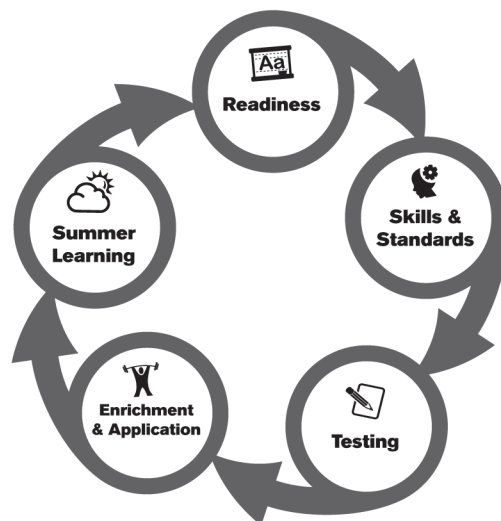 Aa
Readiness
Skills &
Standards
Testing
Enrichment
& Application
Summer
Learning